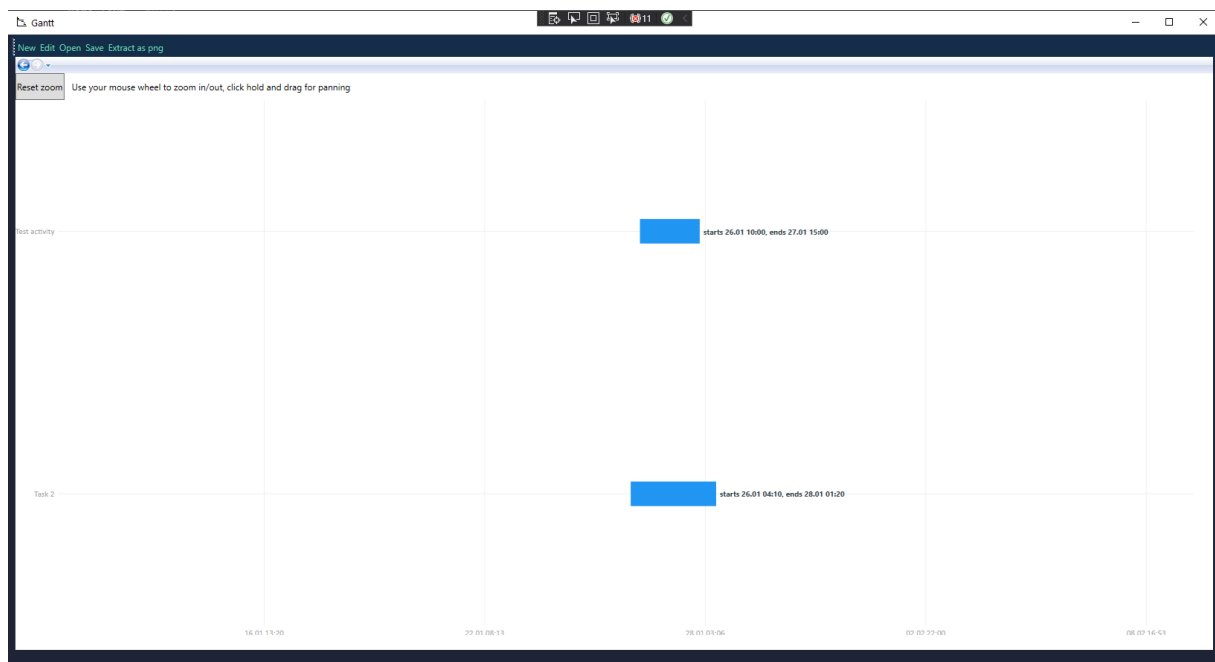 Gantt
11
New Edit Open Save Extract as png
Reset zoom Use your mouse wheel to zoom in/out, click hold and drag for panning
Test activity starts 26.01 10:00, ends 27.01 15:00
Task 2 starts 26.01 04:10, ends 28.01 01:20
16.01 13:20 22.01 08:13 28.01 03:06 02.02 22:00 08.02 16:53